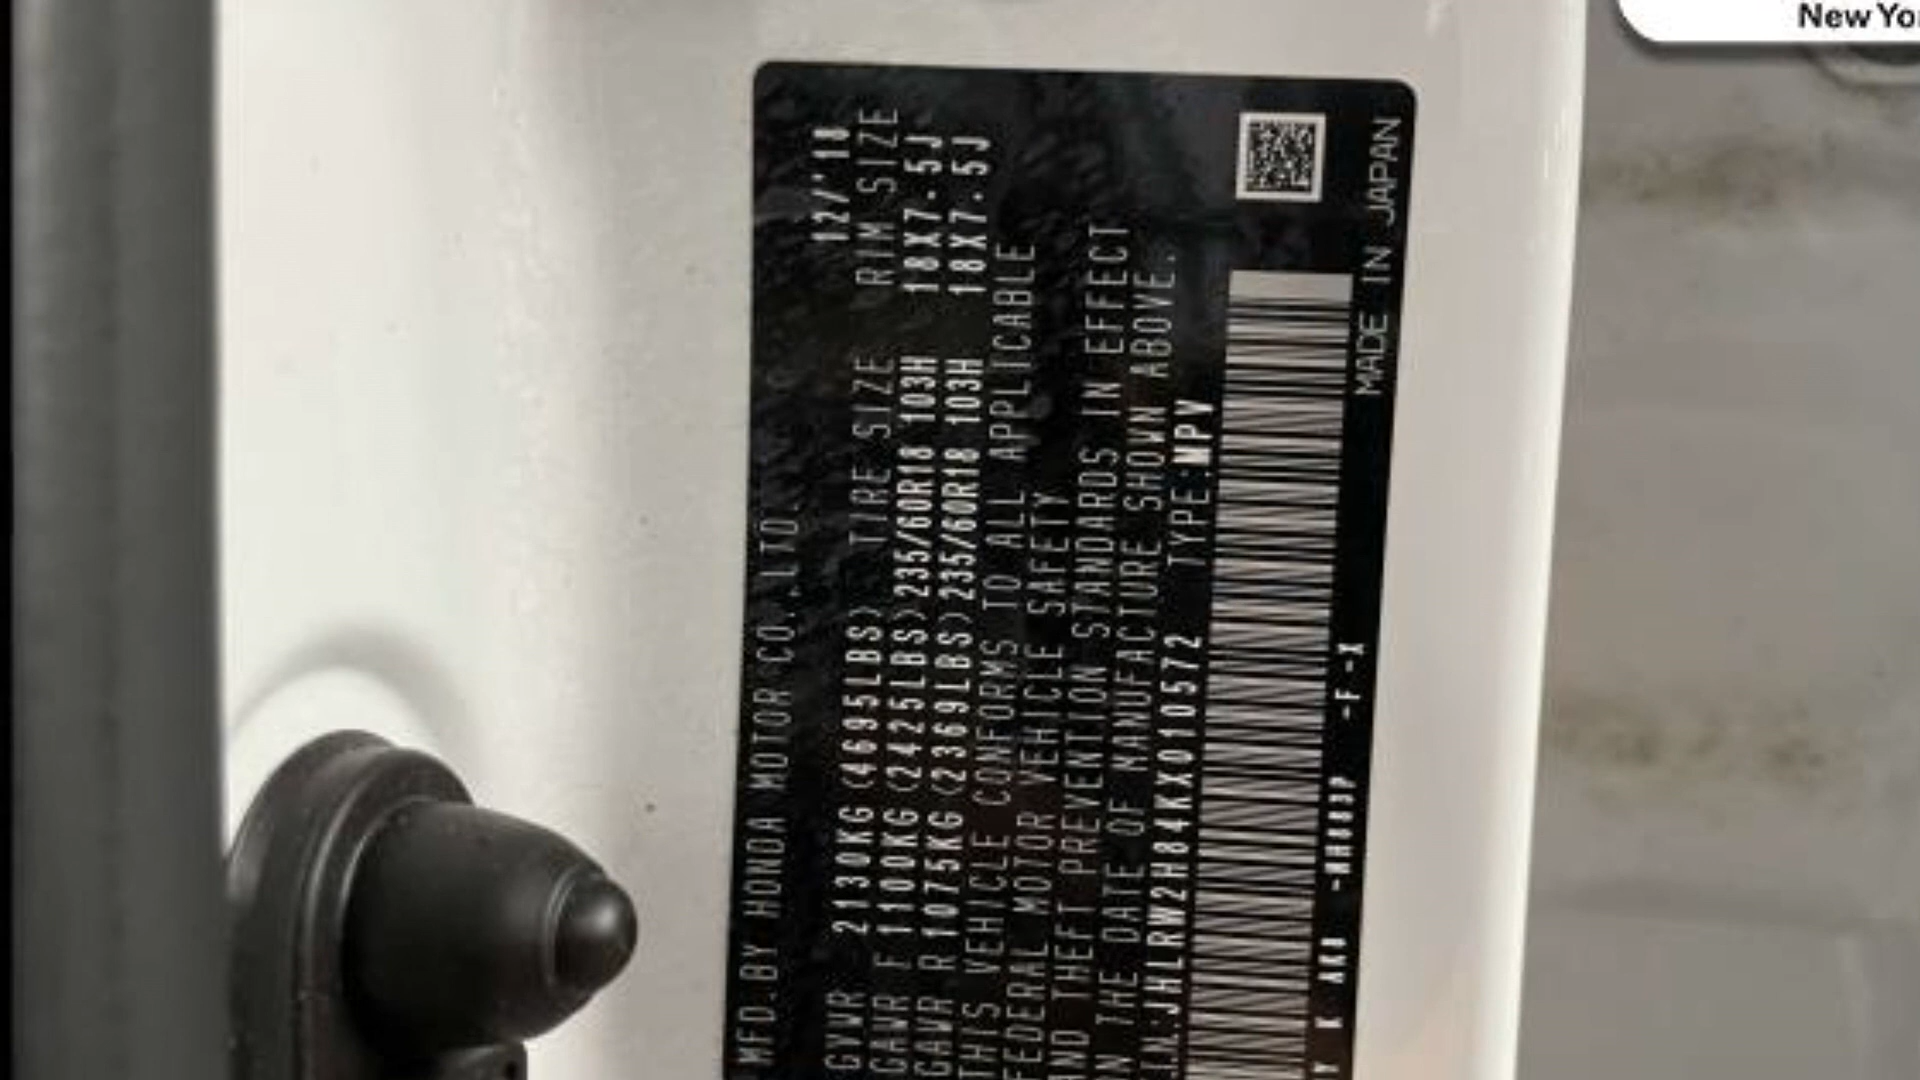 New Yo
MFD.BY HONDA MOTOR CO.,LTD. 12/'18
TIRE SIZE RIM SIZE
GVWR 2130KG (4695LBS)
GAWR F 1100KG (2425LBS) 235/60R18 103H 18X7.5J
GAWR R 1075KG (2369LBS) 235/60R18 103H 18X7.5J
THIS VEHICLE CONFORMS TO ALL APPLICABLE
FEDERAL MOTOR VEHICLE SAFETY
AND THEFT PREVENTION STANDARDS IN EFFECT
ON THE DATE OF MANUFACTURE SHOWN ABOVE.
V.I.N.:JHLRW2H84KX010572 TYPE:MPV
-F-X
MADE IN JAPAN